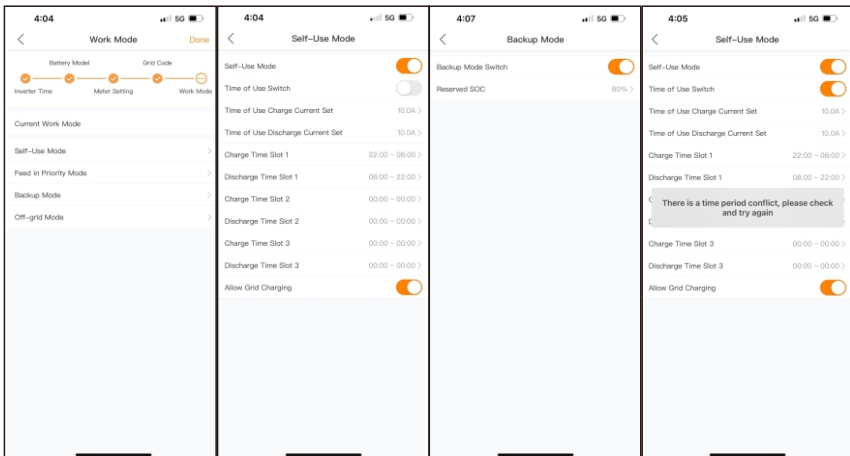 4:04
5G
Work Mode
Done
Battery Model
Grid Code
Inverter Time
Meter Setting
Work Mode
Current Work Mode
Self-Use Mode
Feed in Priority Mode
Backup Mode
Off-grid Mode
4:04
5G
Self-Use Mode
Self-Use Mode
Time of Use Switch
Time of Use Charge Current Set 10.0A
Time of Use Discharge Current Set 10.0A
Charge Time Slot 1 22:00 ~ 08:00
Discharge Time Slot 1 08:00 ~ 22:00
Charge Time Slot 2 00:00 ~ 00:00
Discharge Time Slot 2 00:00 ~ 00:00
Charge Time Slot 3 00:00 ~ 00:00
Discharge Time Slot 3 00:00 ~ 00:00
Allow Grid Charging
4:07
5G
Backup Mode
Backup Mode Switch
Reserved SOC 80%
4:05
5G
Self-Use Mode
Self-Use Mode
Time of Use Switch
Time of Use Charge Current Set 10.0A
Time of Use Discharge Current Set 10.0A
Charge Time Slot 1 22:00 ~ 08:00
Discharge Time Slot 1 08:00 ~ 22:00
There is a time period conflict, please check
and try again
Charge Time Slot 3 00:00 ~ 00:00
Discharge Time Slot 3 00:00 ~ 00:00
Allow Grid Charging